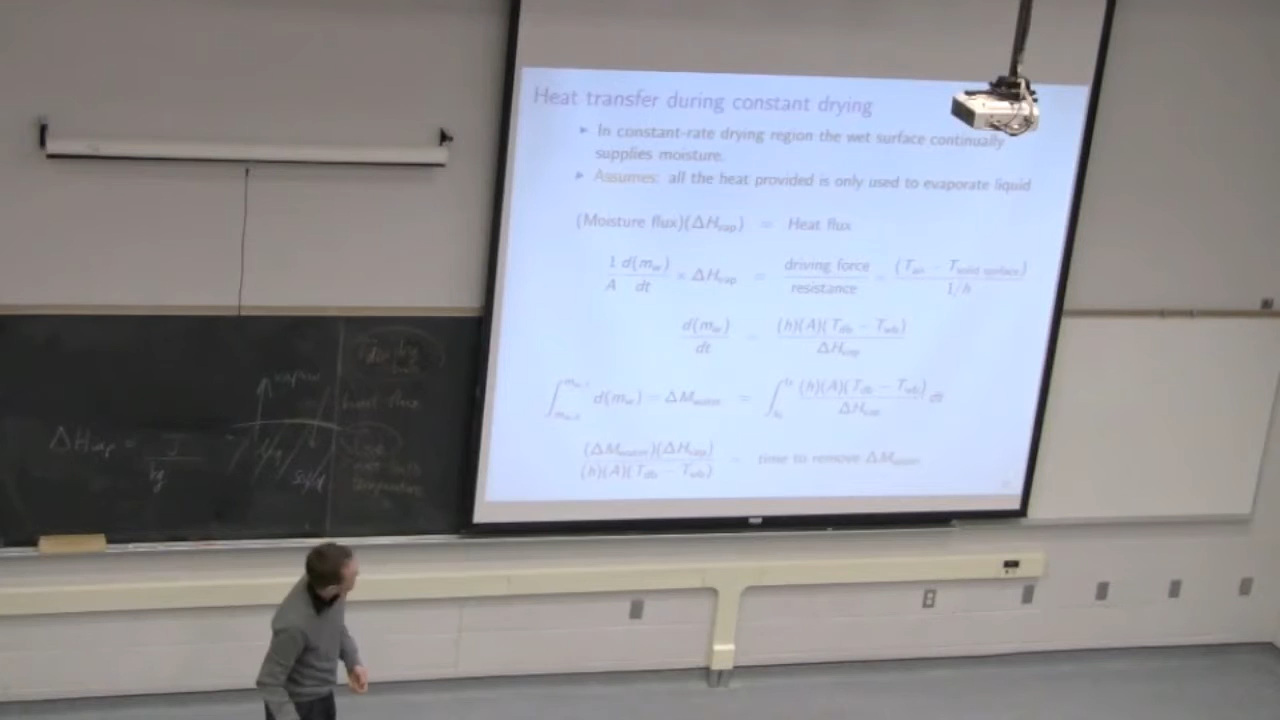 Heat transfer during constant drying
▸ In constant-rate drying region the wet surface continually
supplies moisture.
▸ Assumes: all the heat provided is only used to evaporate liquid
(Moisture flux)(ΔH_vap) = Heat flux
1/A d(m_w)/dt × ΔH_vap = driving force/resistance = (T_air − T_solid surface)/(1/h)
d(m_w)/dt = (h)(A)(T_db − T_wb)/ΔH_vap
∫ d(m_w) = ΔM_water = ∫ (h)(A)(T_db − T_wb)/ΔH_vap dt
(ΔM_water)(ΔH_vap)/(h)(A)(T_db − T_wb) = time to remove ΔM_water
ΔH_vap = J/kg
vapour
solid
heat flux